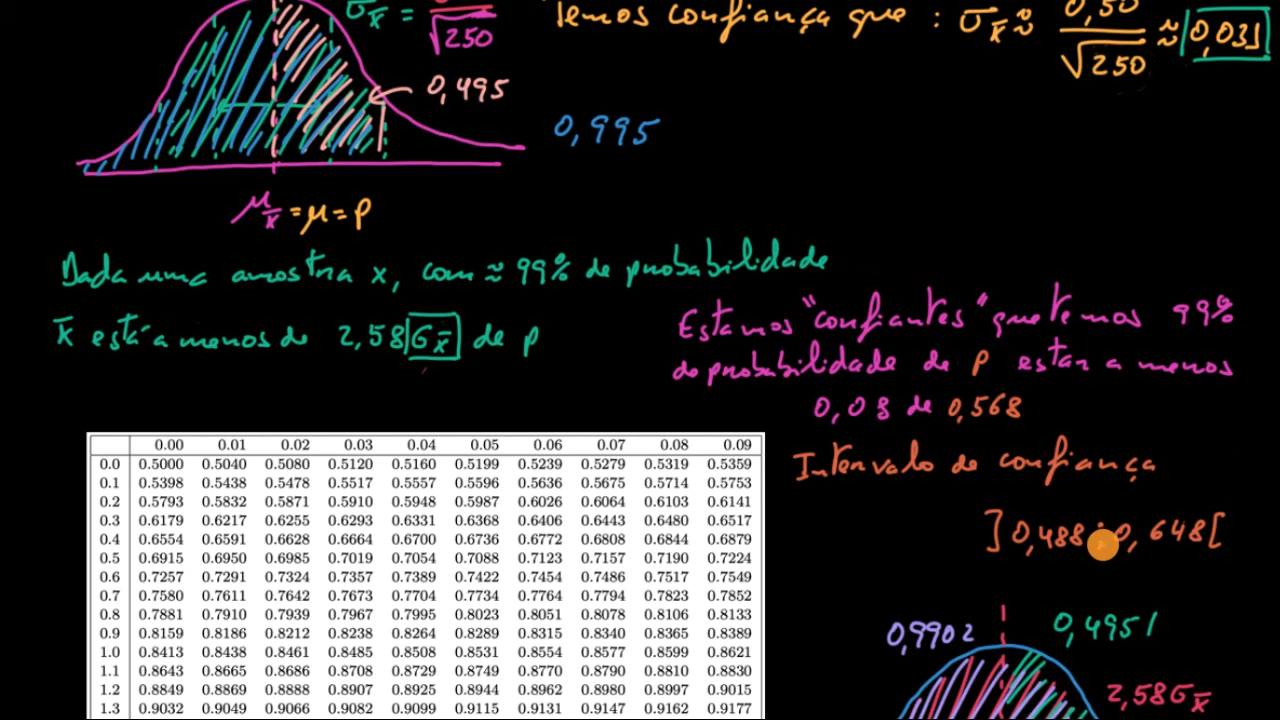 σx̄ =
√250
Temos confiança que : σx̄ ≈ 0,50 / √250 ≈ 0,031
0,495
0,995
μx̄ = μ = p
Dada uma amostra x, com ≈ 99% de probabilidade
x̄ está a menos de 2,58 σx̄ de p
Estamos "confiantes" que temos 99%
de probabilidade de p estar a menos
0,08 de 0,568
Intervalo de confiança
]0,488 ; 0,648[
0.00 0.01 0.02 0.03 0.04 0.05 0.06 0.07 0.08 0.09
0.0 0.5000 0.5040 0.5080 0.5120 0.5160 0.5199 0.5239 0.5279 0.5319 0.5359
0.1 0.5398 0.5438 0.5478 0.5517 0.5557 0.5596 0.5636 0.5675 0.5714 0.5753
0.2 0.5793 0.5832 0.5871 0.5910 0.5948 0.5987 0.6026 0.6064 0.6103 0.6141
0.3 0.6179 0.6217 0.6255 0.6293 0.6331 0.6368 0.6406 0.6443 0.6480 0.6517
0.4 0.6554 0.6591 0.6628 0.6664 0.6700 0.6736 0.6772 0.6808 0.6844 0.6879
0.5 0.6915 0.6950 0.6985 0.7019 0.7054 0.7088 0.7123 0.7157 0.7190 0.7224
0.6 0.7257 0.7291 0.7324 0.7357 0.7389 0.7422 0.7454 0.7486 0.7517 0.7549
0.7 0.7580 0.7611 0.7642 0.7673 0.7704 0.7734 0.7764 0.7794 0.7823 0.7852
0.8 0.7881 0.7910 0.7939 0.7967 0.7995 0.8023 0.8051 0.8078 0.8106 0.8133
0.9 0.8159 0.8186 0.8212 0.8238 0.8264 0.8289 0.8315 0.8340 0.8365 0.8389
1.0 0.8413 0.8438 0.8461 0.8485 0.8508 0.8531 0.8554 0.8577 0.8599 0.8621
1.1 0.8643 0.8665 0.8686 0.8708 0.8729 0.8749 0.8770 0.8790 0.8810 0.8830
1.2 0.8849 0.8869 0.8888 0.8907 0.8925 0.8944 0.8962 0.8980 0.8997 0.9015
1.3 0.9032 0.9049 0.9066 0.9082 0.9099 0.9115 0.9131 0.9147 0.9162 0.9177
0,9902
0,4951
2,58σx̄